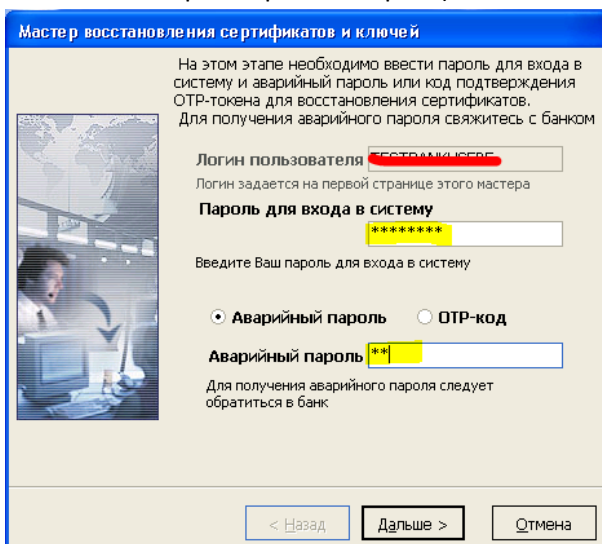 Мастер восстановления сертификатов и ключей
На этом этапе необходимо ввести пароль для входа в
систему и аварийный пароль или код подтверждения
OTP-токена для восстановления сертификатов.
Для получения аварийного пароля свяжитесь с банком
Логин пользователя
Логин задается на первой странице этого мастера
Пароль для входа в систему
********
Введите Ваш пароль для входа в систему
Аварийный пароль OTP-код
Аварийный пароль **
Для получения аварийного пароля следует
обратиться в банк
< Назад Дальше > Отмена